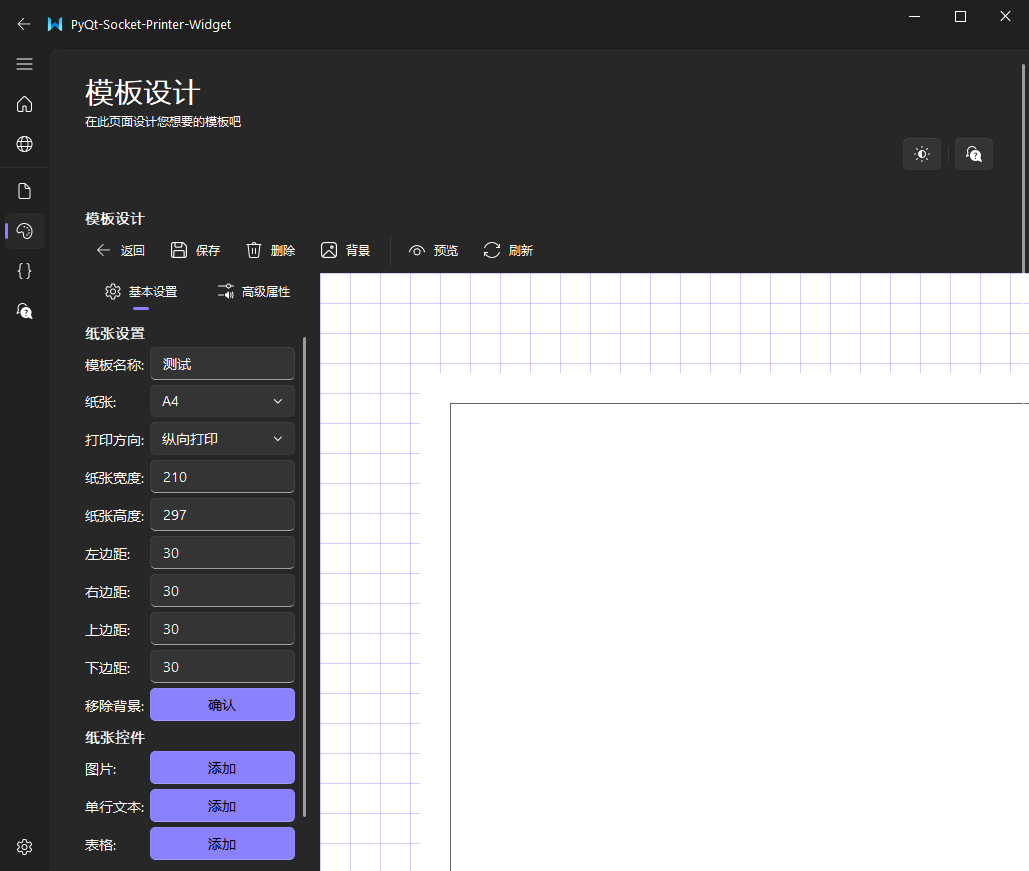 PyQt-Socket-Printer-Widget
模板设计
在此页面设计您想要的模板吧
模板设计
返回 保存 删除 背景 预览 刷新
基本设置 高级属性
纸张设置
模板名称: 测试
纸张: A4
打印方向: 纵向打印
纸张宽度: 210
纸张高度: 297
左边距: 30
右边距: 30
上边距: 30
下边距: 30
移除背景: 确认
纸张控件
图片: 添加
单行文本: 添加
表格: 添加